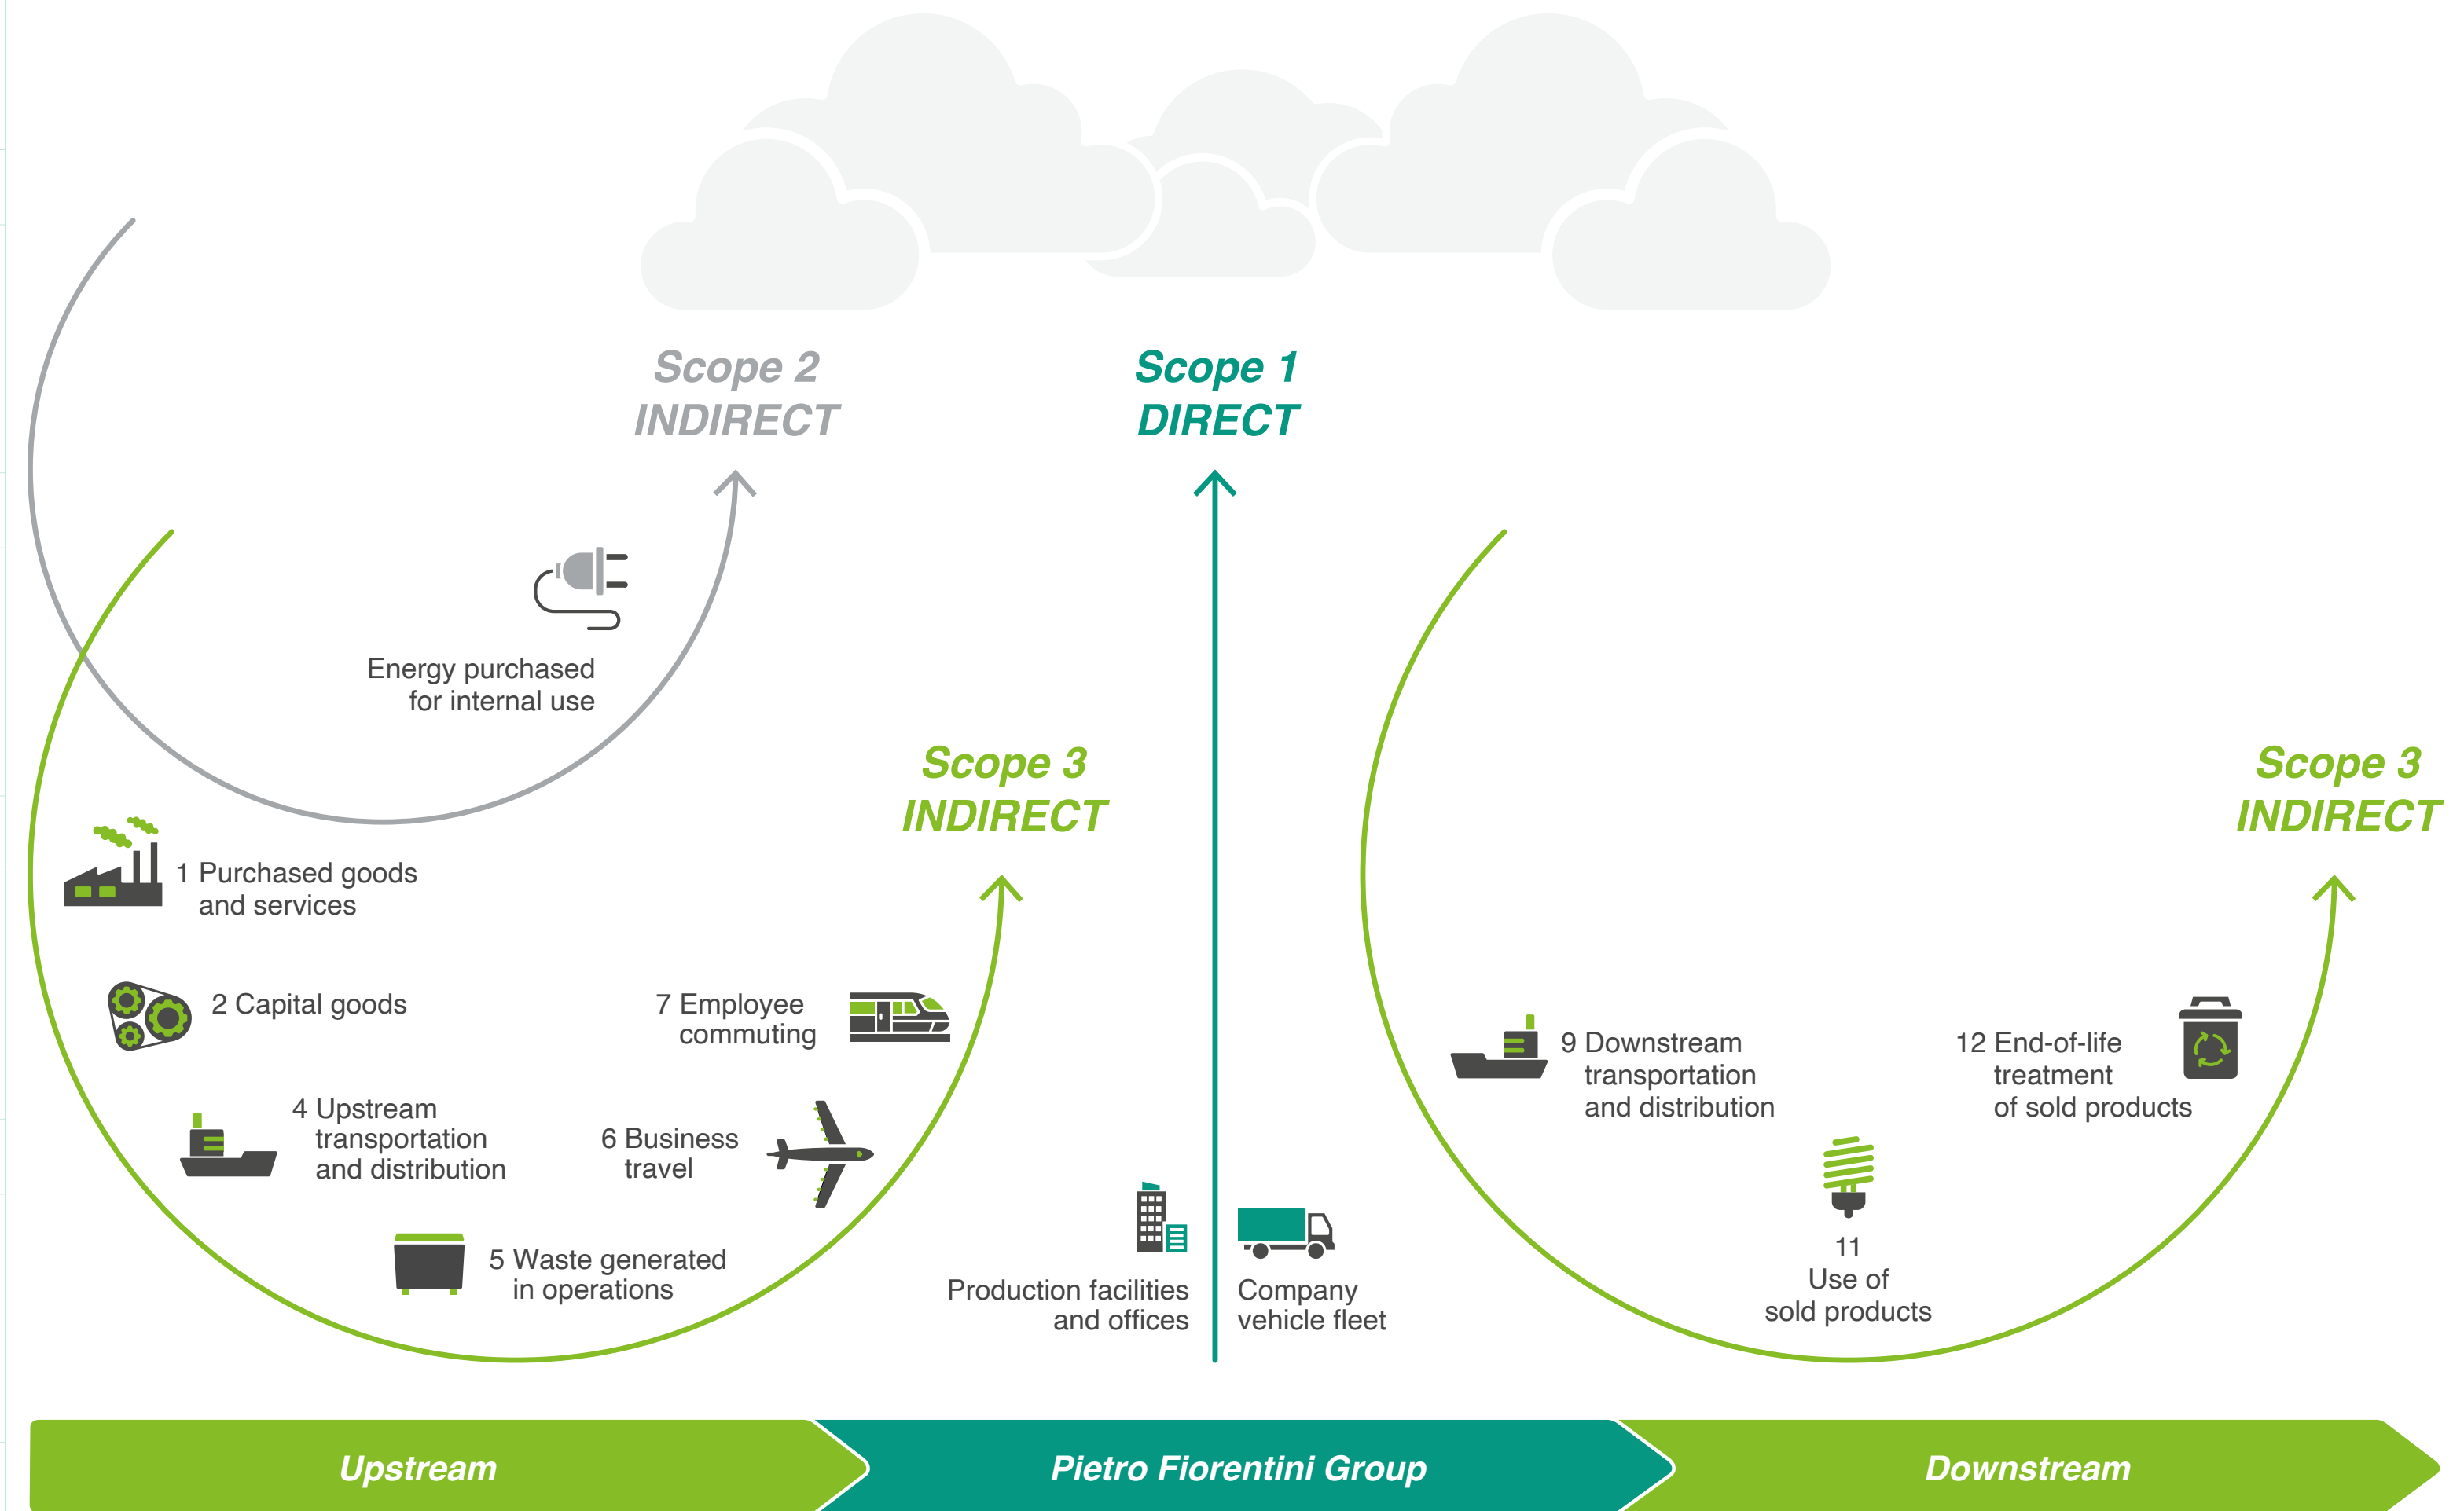 Scope 2
INDIRECT
Scope 1
DIRECT
Energy purchased
for internal use
Scope 3
INDIRECT
Scope 3
INDIRECT
1 Purchased goods
and services
2 Capital goods
7 Employee
commuting
4 Upstream
transportation
and distribution
6 Business
travel
5 Waste generated
in operations
Production facilities
and offices
Company
vehicle fleet
9 Downstream
transportation
and distribution
12 End-of-life
treatment
of sold products
11
Use of
sold products
Upstream
Pietro Fiorentini Group
Downstream